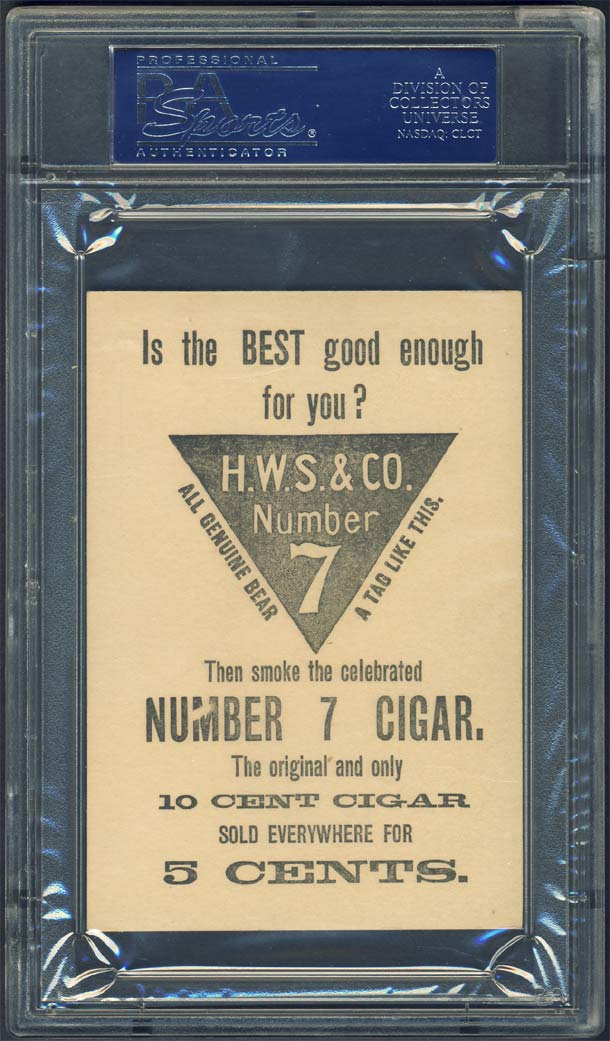 PROFESSIONAL
PSA
Sports®
AUTHENTICATOR
A
DIVISION OF
COLLECTORS
UNIVERSE
NASDAQ: CLCT
Is the BEST good enough
for you?
H.W.S. & CO.
Number
7
ALL GENUINE BEAR
A TAG LIKE THIS.
Then smoke the celebrated
NUMBER 7 CIGAR.
The original and only
10 CENT CIGAR
SOLD EVERYWHERE FOR
5 CENTS.